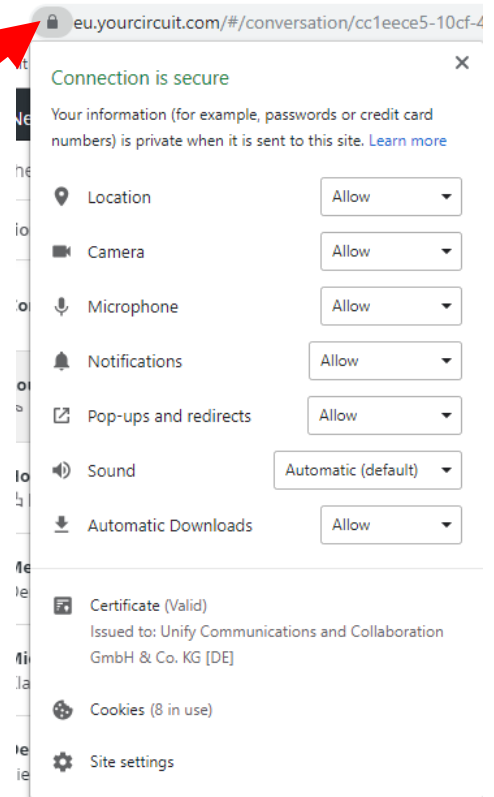 eu.yourcircuit.com/#/conversation/cc1eece5-10cf-4
Connection is secure
Your information (for example, passwords or credit card
numbers) is private when it is sent to this site. Learn more
Location Allow
Camera Allow
Microphone Allow
Notifications Allow
Pop-ups and redirects Allow
Sound Automatic (default)
Automatic Downloads Allow
Certificate (Valid)
Issued to: Unify Communications and Collaboration
GmbH & Co. KG [DE]
Cookies (8 in use)
Site settings